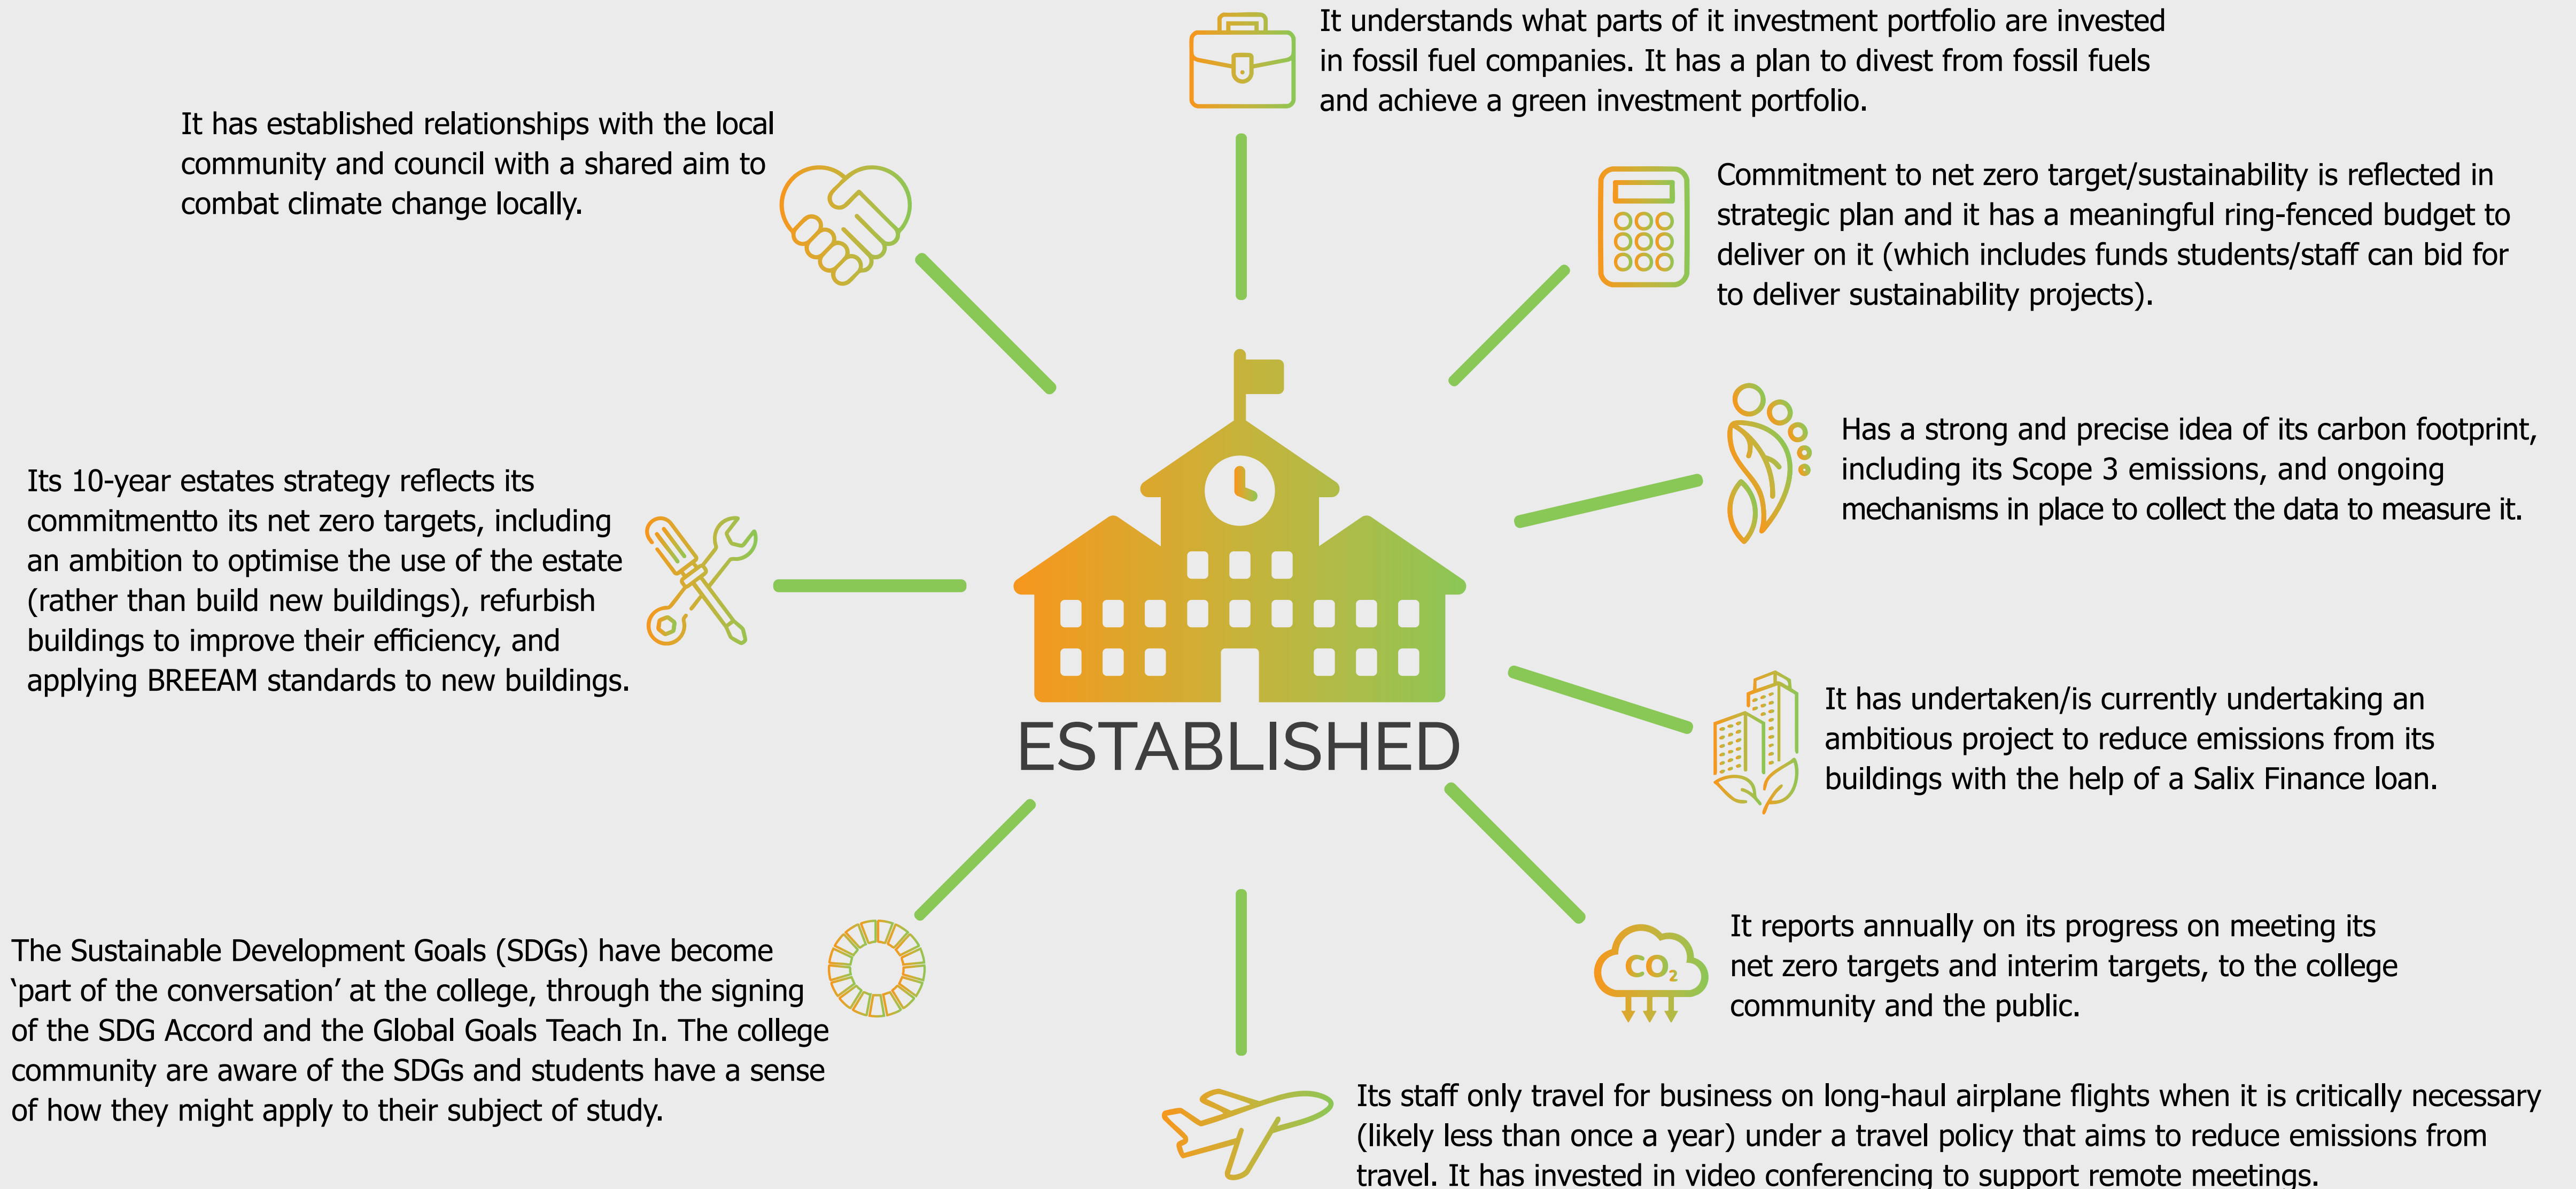 It understands what parts of it investment portfolio are invested
in fossil fuel companies. It has a plan to divest from fossil fuels
and achieve a green investment portfolio.
Commitment to net zero target/sustainability is reflected in
strategic plan and it has a meaningful ring-fenced budget to
deliver on it (which includes funds students/staff can bid for
to deliver sustainability projects).
Has a strong and precise idea of its carbon footprint,
including its Scope 3 emissions, and ongoing
mechanisms in place to collect the data to measure it.
It has undertaken/is currently undertaking an
ambitious project to reduce emissions from its
buildings with the help of a Salix Finance loan.
CO₂
It reports annually on its progress on meeting its
net zero targets and interim targets, to the college
community and the public.
Its staff only travel for business on long-haul airplane flights when it is critically necessary
(likely less than once a year) under a travel policy that aims to reduce emissions from
travel. It has invested in video conferencing to support remote meetings.
The Sustainable Development Goals (SDGs) have become
‘part of the conversation’ at the college, through the signing
of the SDG Accord and the Global Goals Teach In. The college
community are aware of the SDGs and students have a sense
of how they might apply to their subject of study.
Its 10-year estates strategy reflects its
commitmentto its net zero targets, including
an ambition to optimise the use of the estate
(rather than build new buildings), refurbish
buildings to improve their efficiency, and
applying BREEAM standards to new buildings.
It has established relationships with the local
community and council with a shared aim to
combat climate change locally.
ESTABLISHED